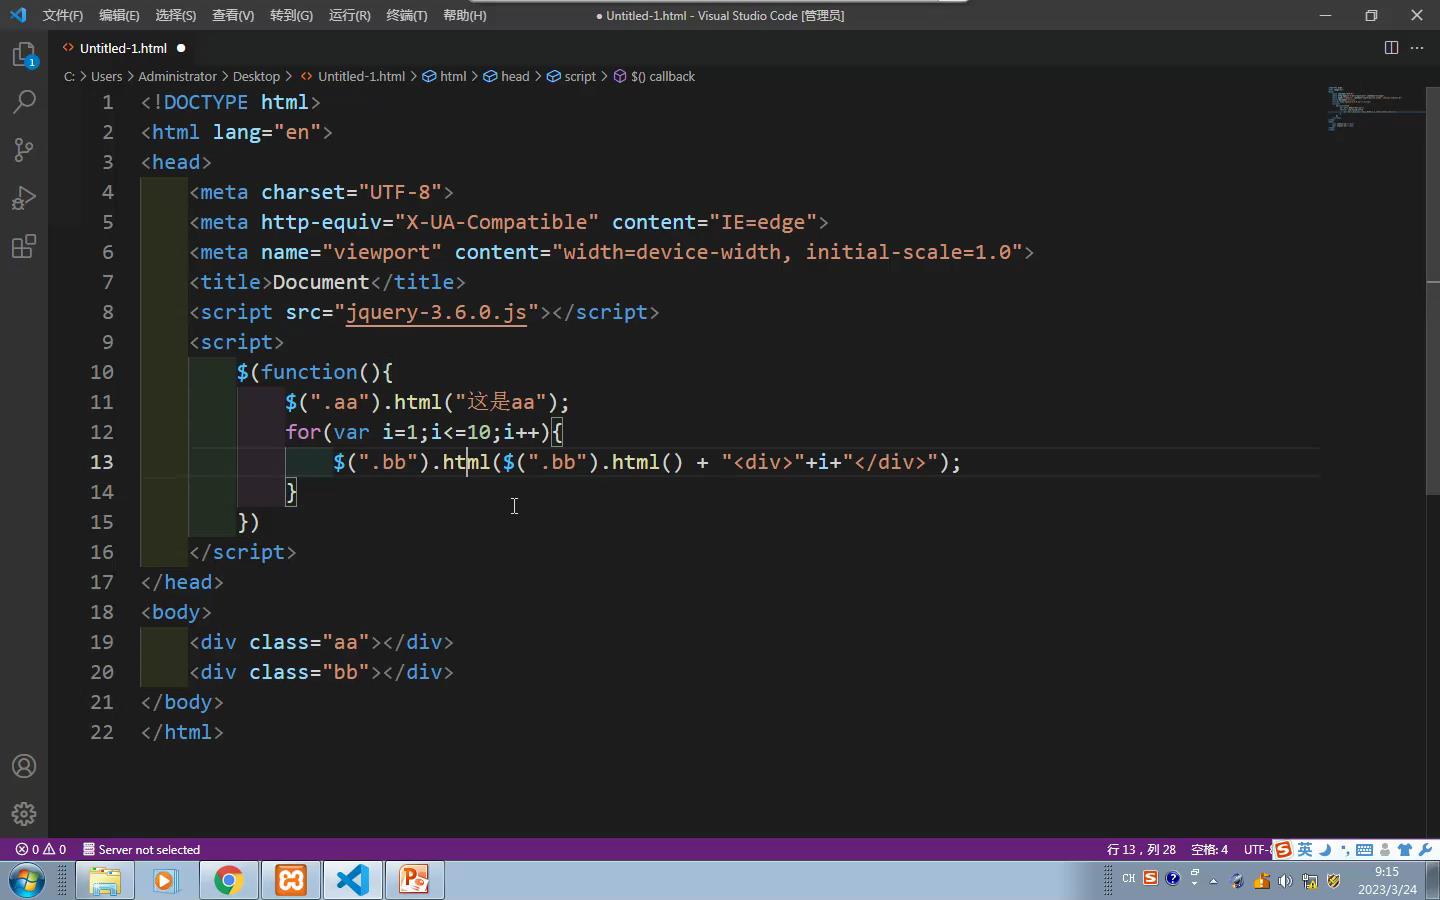 文件(F) 编辑(E) 选择(S) 查看(V) 转到(G) 运行(R) 终端(T) 帮助(H) ● Untitled-1.html - Visual Studio Code [管理员]
Untitled-1.html
C: > Users > Administrator > Desktop > Untitled-1.html > html > head > script > $() callback
1 <!DOCTYPE html>
2 <html lang="en">
3 <head>
4 <meta charset="UTF-8">
5 <meta http-equiv="X-UA-Compatible" content="IE=edge">
6 <meta name="viewport" content="width=device-width, initial-scale=1.0">
7 <title>Document</title>
8 <script src="jquery-3.6.0.js"></script>
9 <script>
10 $(function(){
11 $(".aa").html("这是aa");
12 for(var i=1;i<=10;i++){
13 $(".bb").html($(".bb").html() + "<div>"+i+"</div>");
14 }
15 })
16 </script>
17 </head>
18 <body>
19 <div class="aa"></div>
20 <div class="bb"></div>
21 </body>
22 </html>
1
0 0 Server not selected 行 13，列 28 空格: 4 UTF-8 英
CH 9:15
2023/3/24